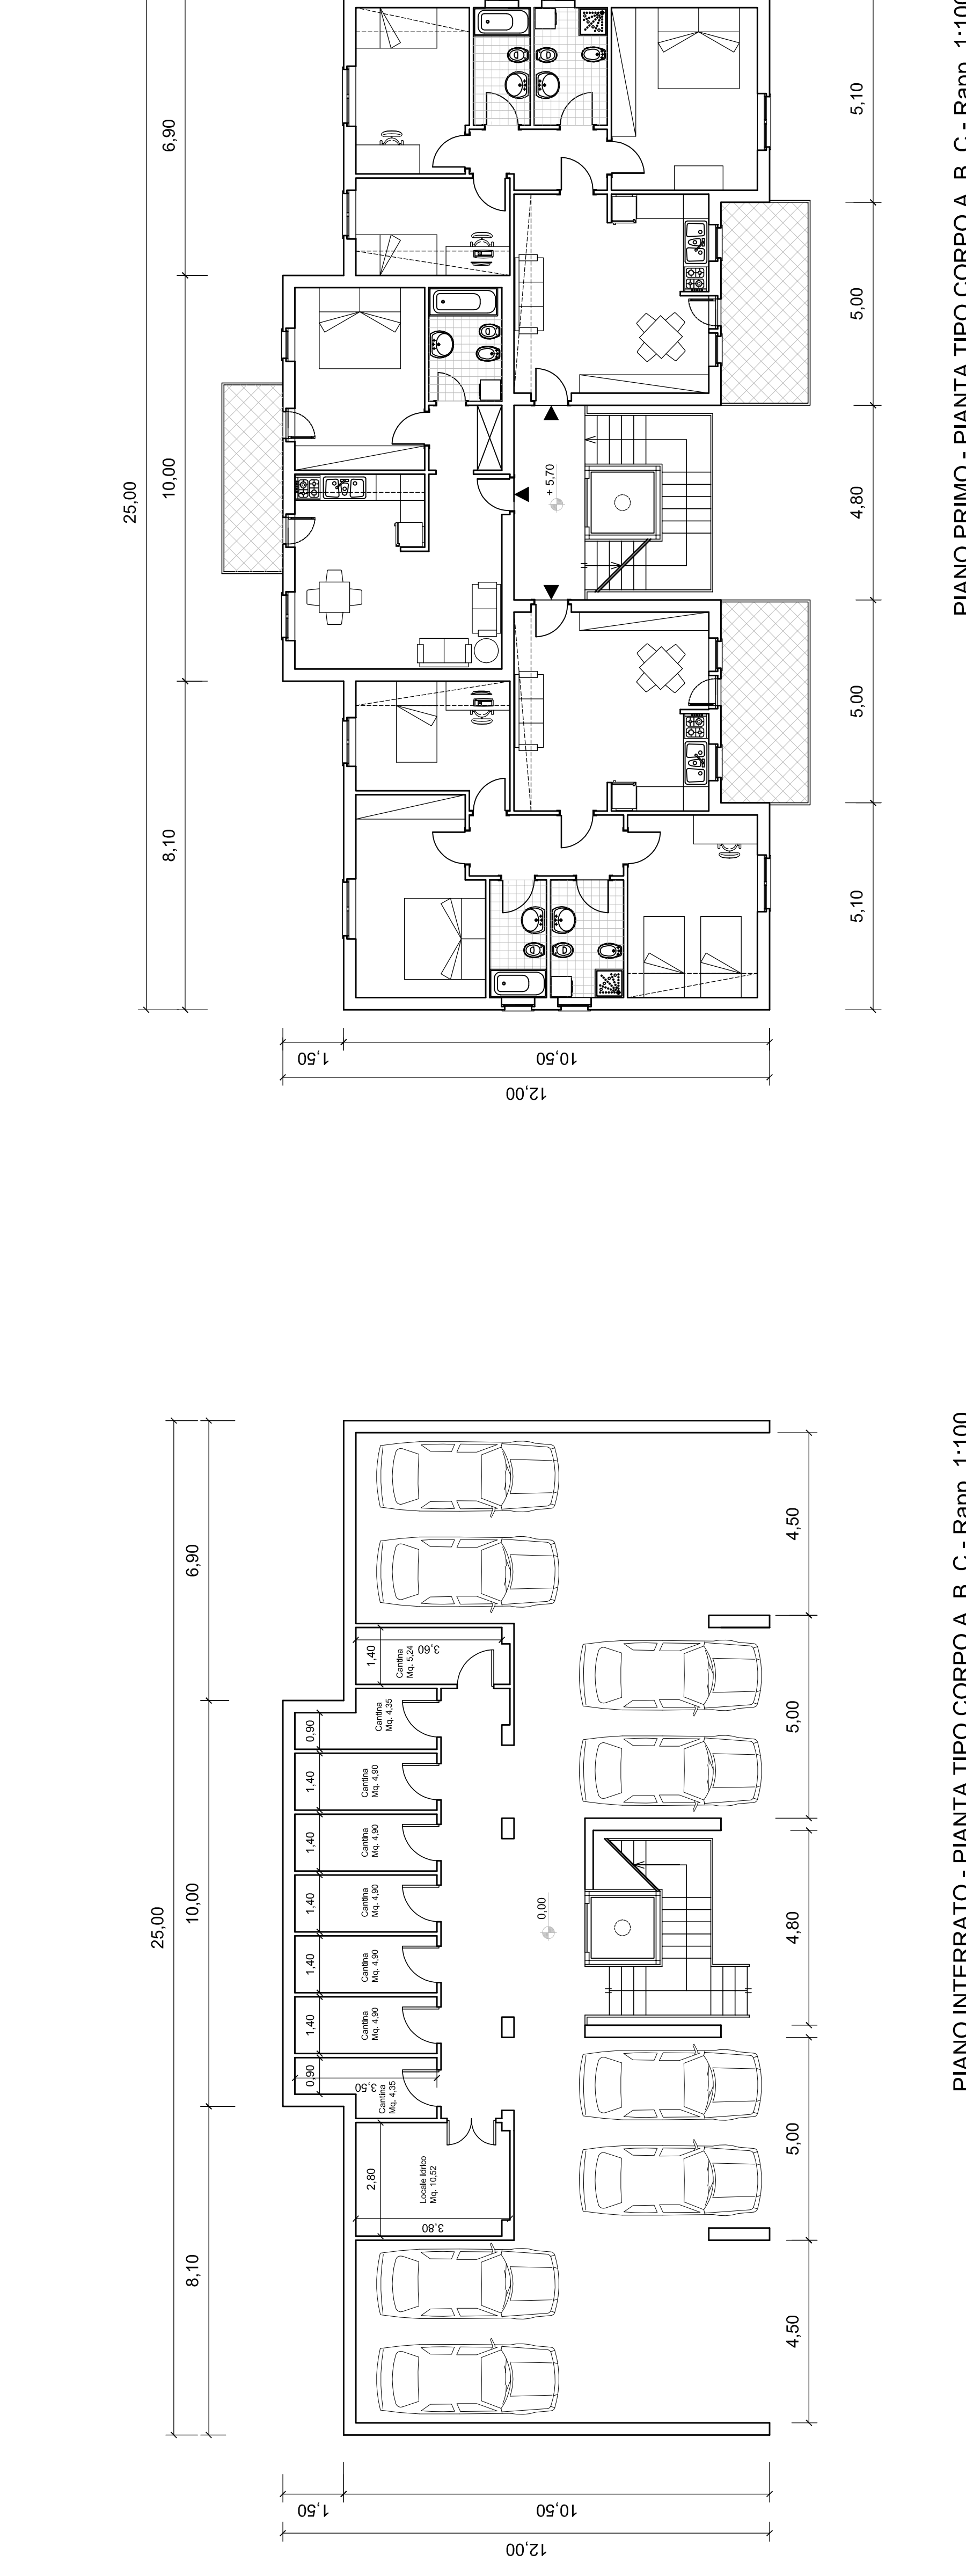 6,90
5,10
5,00
25,00
10,00
+ 5,70
4,80
5,00
8,10
5,10
1,50
10,50
12,00
PIANO PRIMO - PIANTA TIPO CORPO A, B, C - Rapp. 1:100
6,90
4,50
1,40
Cantina
Mq. 5,24
3,60
0,90
Cantina
Mq. 4,35
5,00
1,40
Cantina
Mq. 4,90
1,40
Cantina
Mq. 4,90
25,00
10,00
1,40
Cantina
Mq. 4,90
0,00
4,80
1,40
Cantina
Mq. 4,90
1,40
Cantina
Mq. 4,90
0,90
3,50
Cantina
Mq. 4,35
5,00
2,80
Locale idrico
Mq. 10,52
3,80
8,10
4,50
1,50
10,50
12,00
PIANO INTERRATO - PIANTA TIPO CORPO A, B, C - Rapp. 1:100